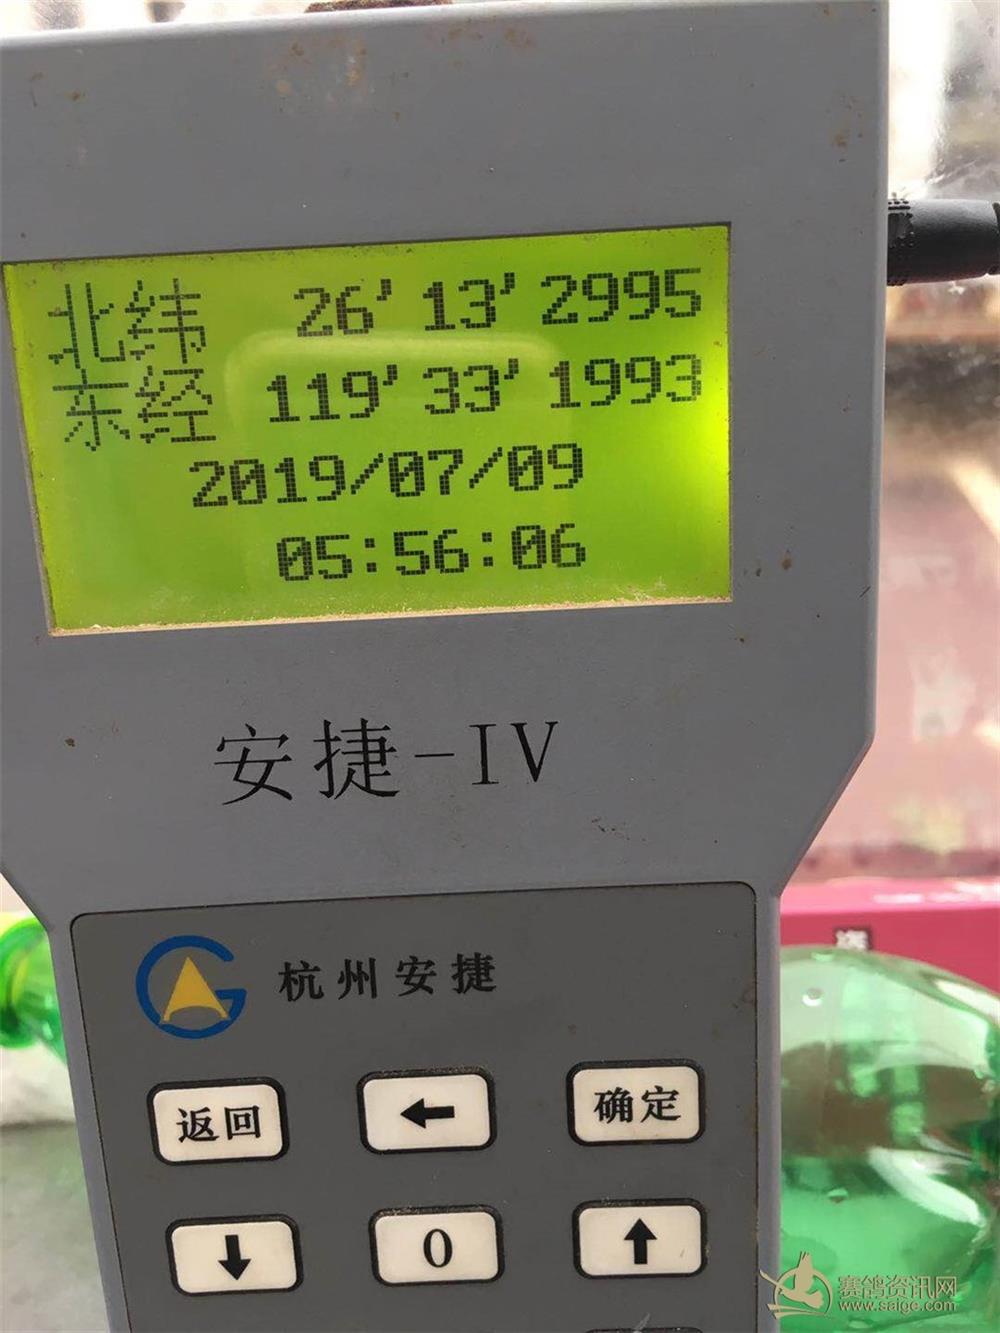 北纬 26' 13' 2995
东经 119' 33' 1993
2019/07/09
05:56:06
安捷-IV
杭州安捷
返回 ← 确定
↓ 0 ↑
赛鸽资讯网
www.saige.com